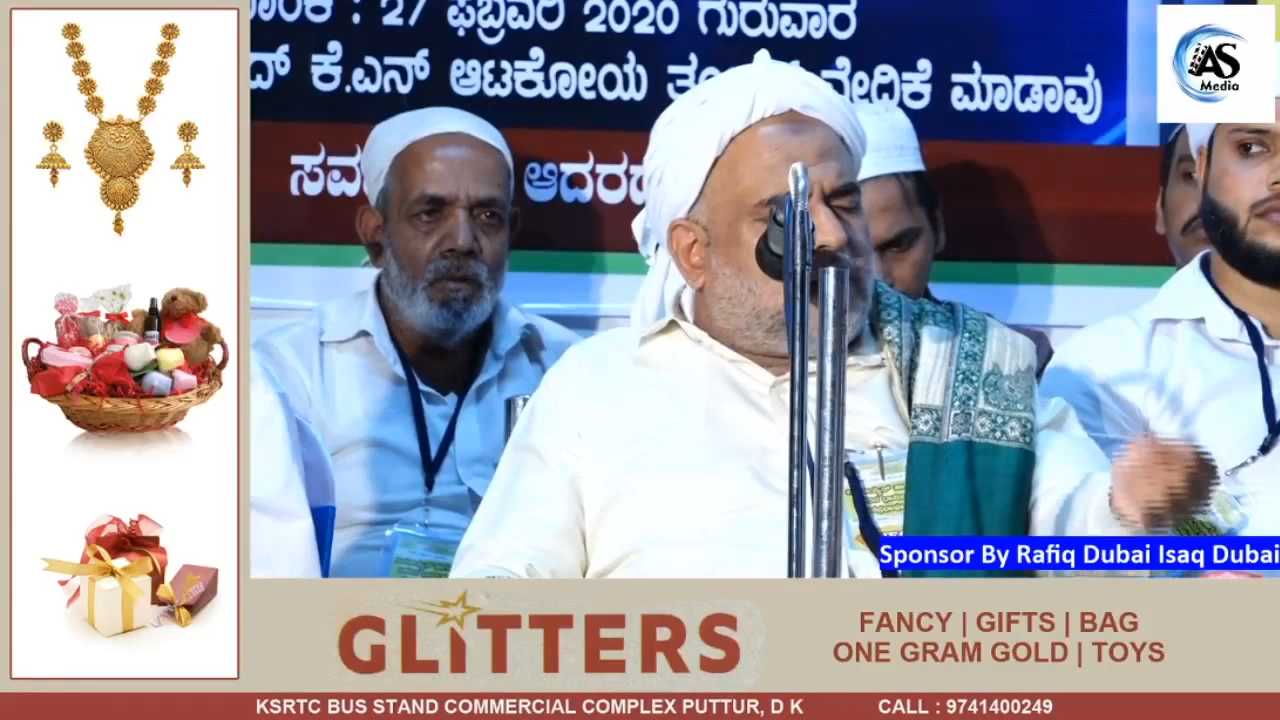 : 27 ಫೆಬ್ರವರಿ 2020 ಗುರುವಾರ
ಕೆ.ಎನ್ ಆಟಕೋಯ ವೇದಿಕೆ ಮಾಡಾವು
AS
Media
Sponsor By Rafiq Dubai Isaq Dubai
GLITTERS
FANCY | GIFTS | BAG
ONE GRAM GOLD | TOYS
KSRTC BUS STAND COMMERCIAL COMPLEX PUTTUR, D K CALL : 9741400249